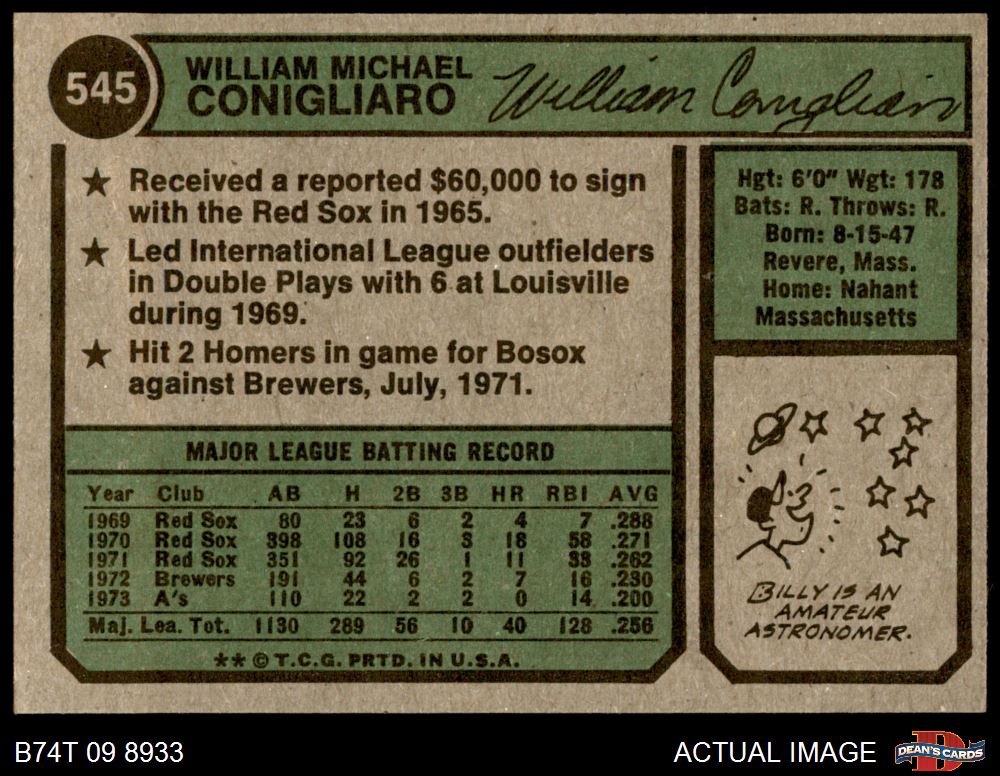 545
WILLIAM MICHAEL
CONIGLIARO
William Conigliaro
★ Received a reported $60,000 to sign
with the Red Sox in 1965.
★ Led International League outfielders
in Double Plays with 6 at Louisville
during 1969.
★ Hit 2 Homers in game for Bosox
against Brewers, July, 1971.
Hgt: 6'0" Wgt: 178
Bats: R. Throws: R.
Born: 8-15-47
Revere, Mass.
Home: Nahant
Massachusetts
MAJOR LEAGUE BATTING RECORD
Year Club AB H 2B 3B HR RBI AVG
1969 Red Sox 80 23 6 2 4 7 .288
1970 Red Sox 398 108 16 3 18 58 .271
1971 Red Sox 351 92 26 1 11 33 .262
1972 Brewers 191 44 6 2 7 16 .230
1973 A's 110 22 2 2 0 14 .200
Maj. Lea. Tot. 1130 289 56 10 40 128 .256
** © T.C.G. PRTD. IN U.S.A.
BILLY IS AN
AMATEUR
ASTRONOMER.
B74T 09 8933
ACTUAL IMAGE
DEAN'S CARDS